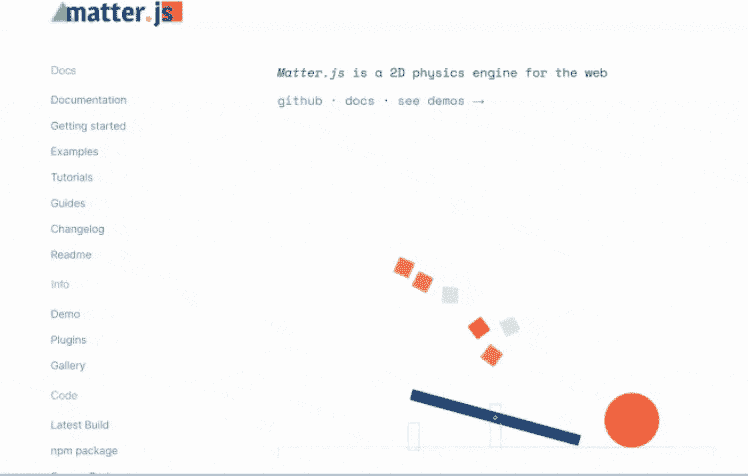 matter.js
Docs
Documentation
Getting started
Examples
Tutorials
Guides
Changelog
Readme
Info
Demo
Plugins
Gallery
Code
Latest Build
npm package
Matter.js is a 2D physics engine for the web
github · docs · see demos →